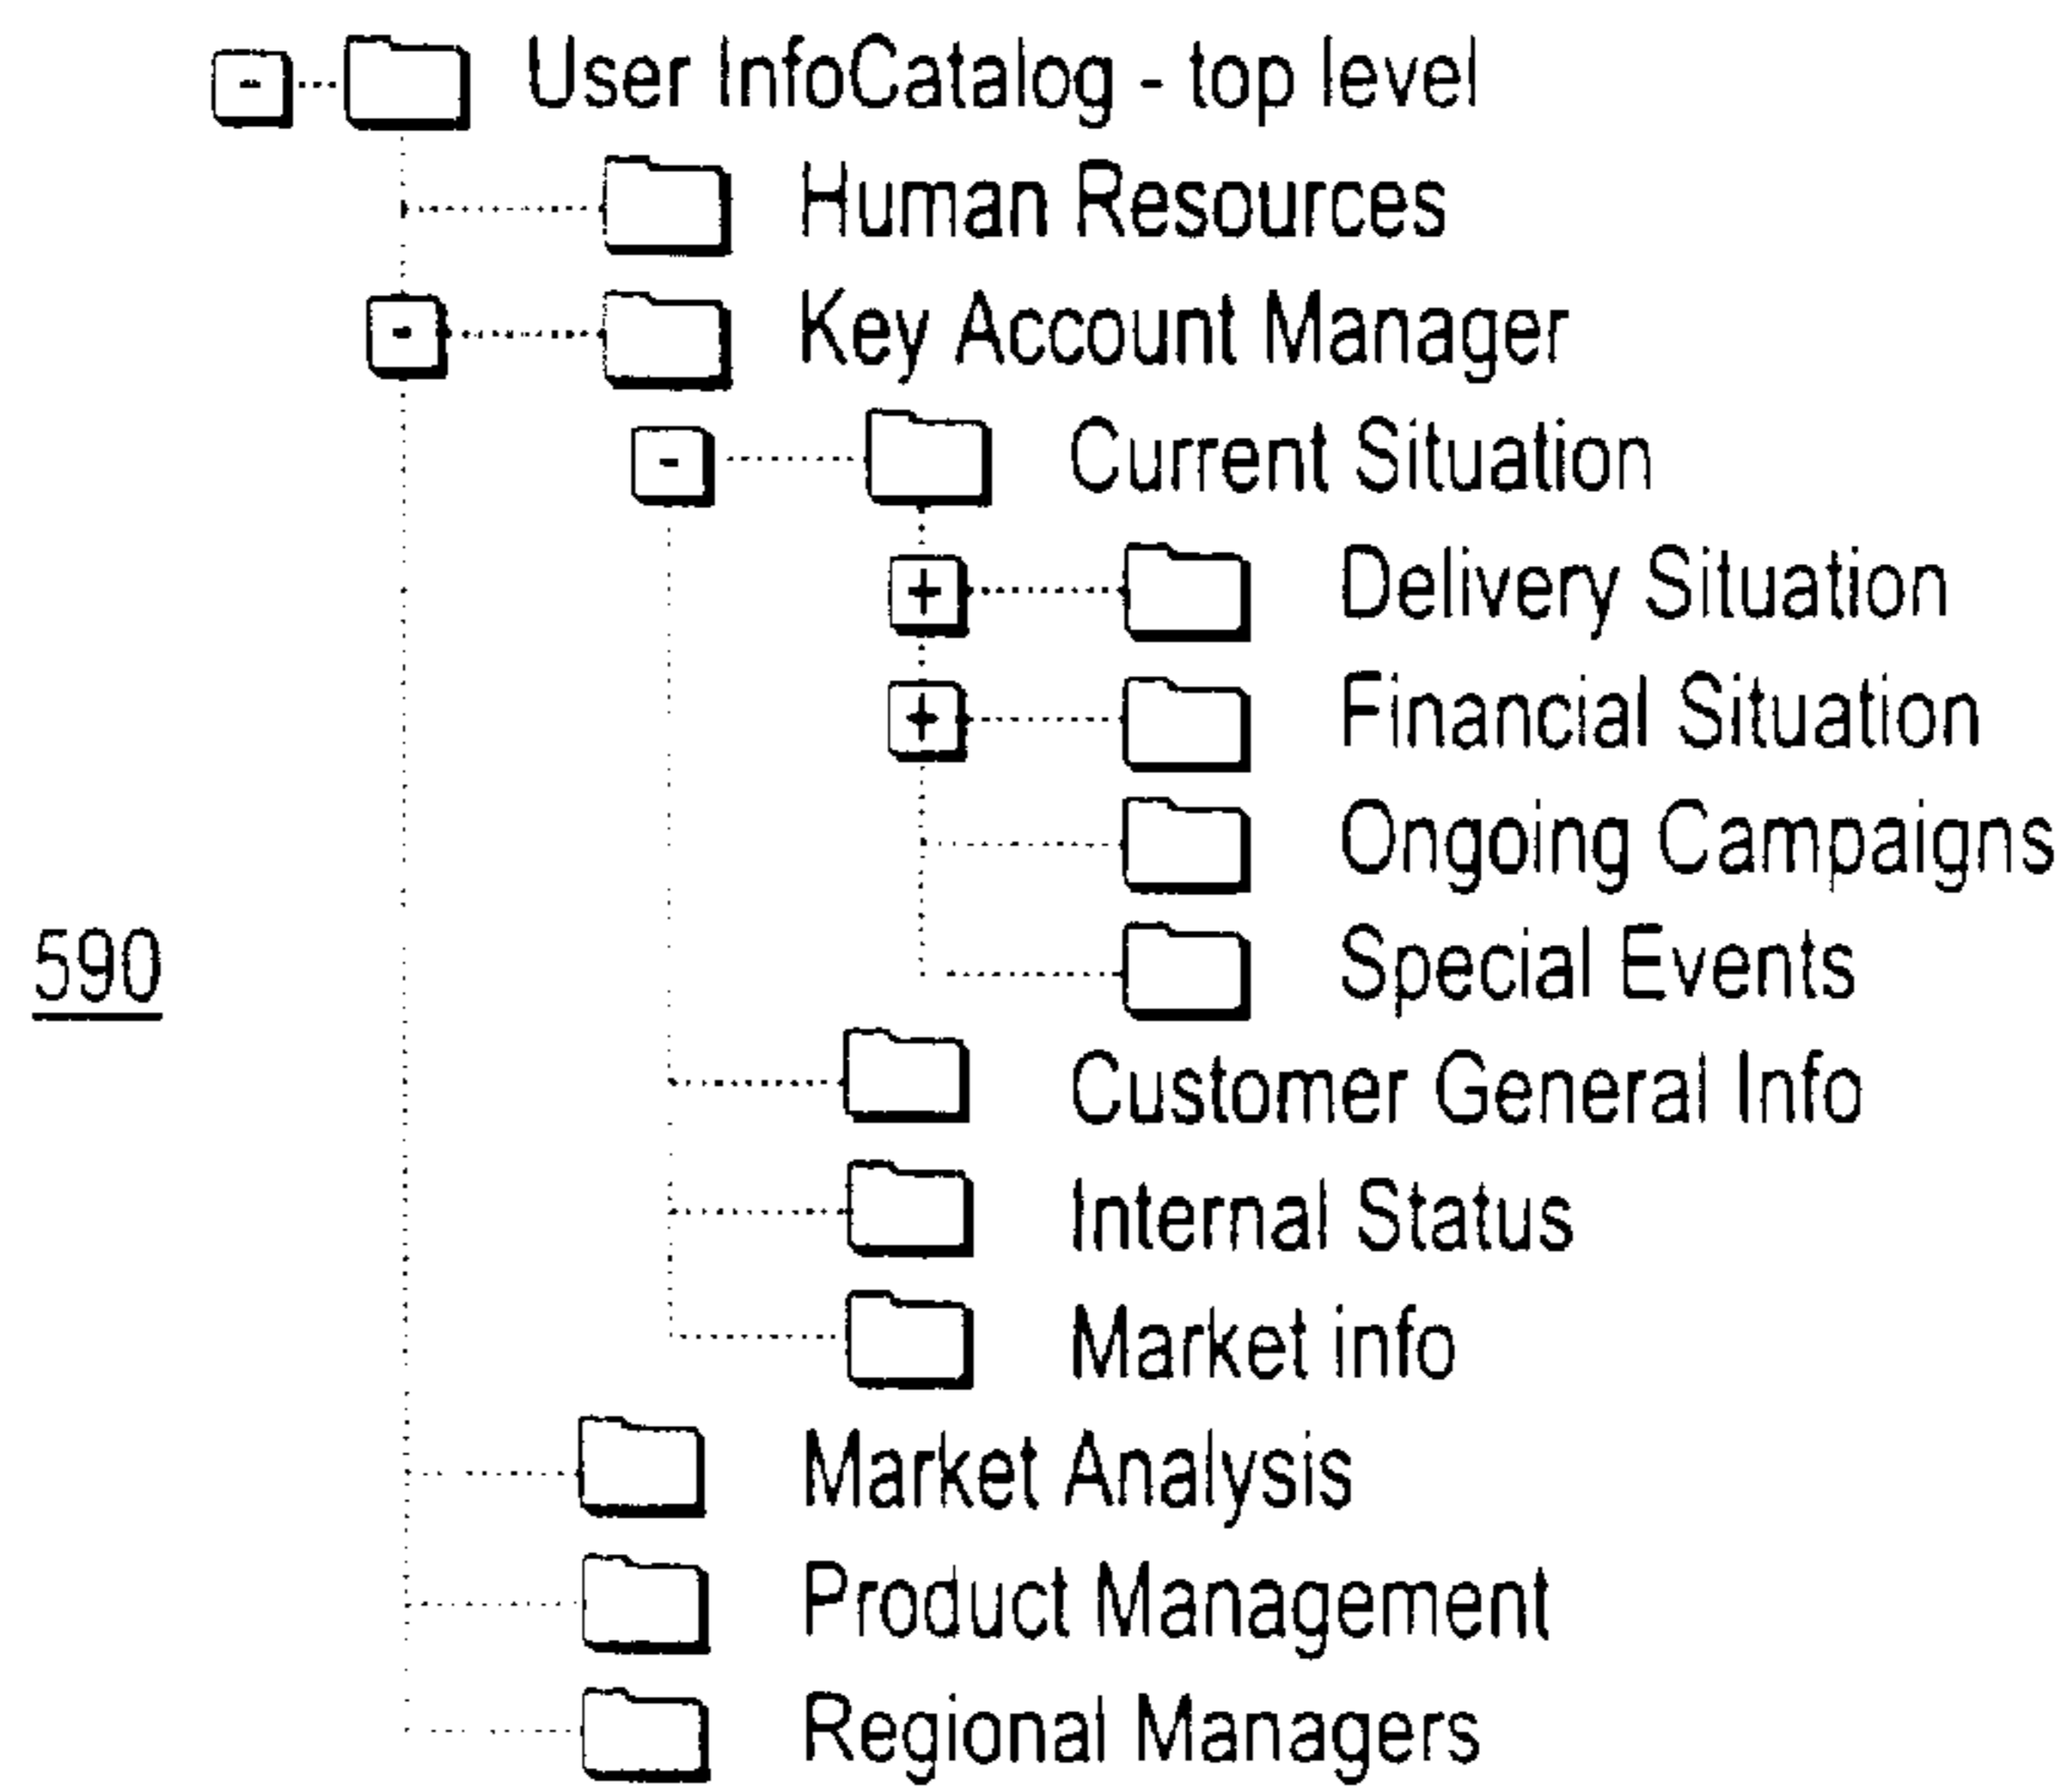 User InfoCatalog - top level
Human Resources
Key Account Manager
Current Situation
Delivery Situation
Financial Situation
Ongoing Campaigns
590
Special Events
Customer General Info
Internal Status
Market info
Market Analysis
Product Management
Regional Managers